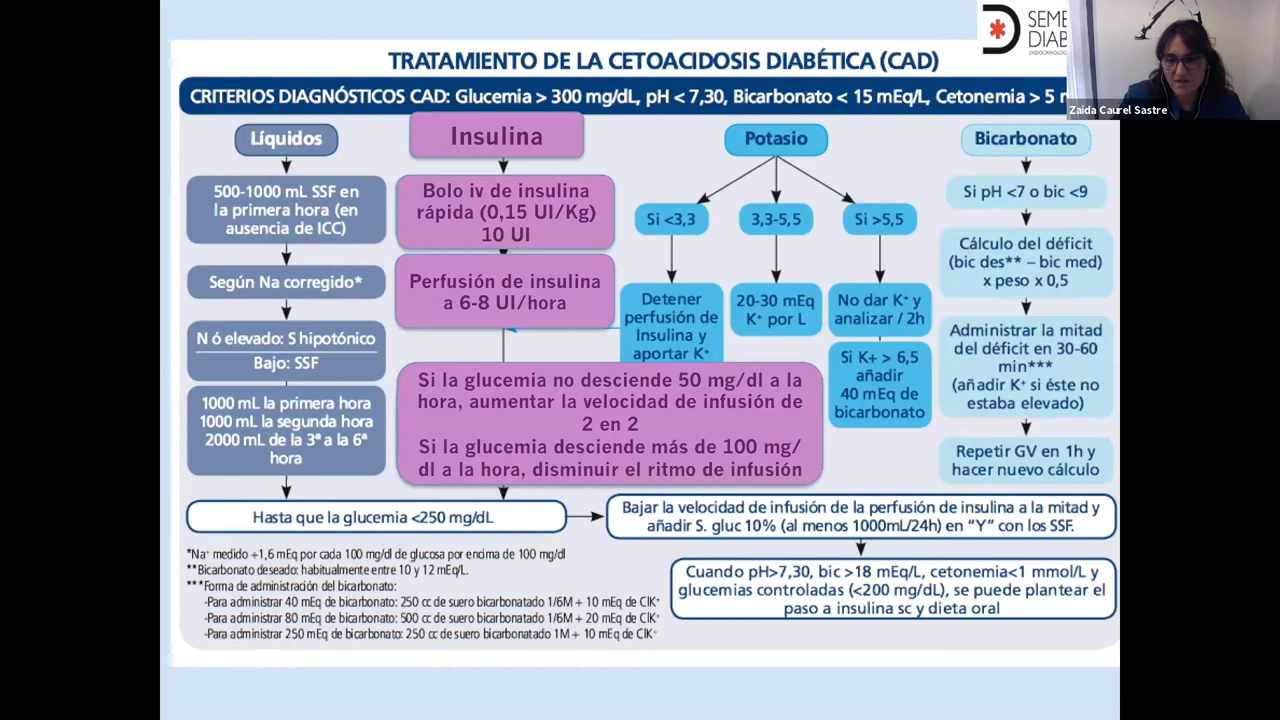 SEME
DIAB
Zaida Caurel Sastre
TRATAMIENTO DE LA CETOACIDOSIS DIABÉTICA (CAD)
CRITERIOS DIAGNÓSTICOS CAD: Glucemia > 300 mg/dL, pH < 7,30, Bicarbonato < 15 mEq/L, Cetonemia > 5
Líquidos
500-1000 mL SSF en
la primera hora (en
ausencia de ICC)
Según Na corregido*
N ó elevado: S hipotónico
Bajo: SSF
1000 mL la primera hora
1000 mL la segunda hora
2000 mL de la 3ª a la 6ª
hora
Insulina
Bolo iv de insulina
rápida (0,15 UI/Kg)
10 UI
Perfusión de insulina
a 6-8 UI/hora
Si la glucemia no desciende 50 mg/dl a la
hora, aumentar la velocidad de infusión de
2 en 2
Si la glucemia desciende más de 100 mg/
dl a la hora, disminuir el ritmo de infusión
Potasio
Si <3,3
Detener
perfusión de
Insulina y
aportar K⁺
3,3-5,5
20-30 mEq
K⁺ por L
Si >5,5
No dar K⁺ y
analizar / 2h
Si K+ > 6,5
añadir
40 mEq de
bicarbonato
Bicarbonato
Si pH <7 o bic <9
Cálculo del déficit
(bic des** – bic med)
x peso x 0,5
Administrar la mitad
del déficit en 30-60
min***
(añadir K⁺ si éste no
estaba elevado)
Repetir GV en 1h y
hacer nuevo cálculo
Hasta que la glucemia <250 mg/dL
Bajar la velocidad de infusión de la perfusión de insulina a la mitad y
añadir S. gluc 10% (al menos 1000mL/24h) en "Y" con los SSF.
Cuando pH>7,30, bic >18 mEq/L, cetonemia<1 mmol/L y
glucemias controladas (<200 mg/dL), se puede plantear el
paso a insulina sc y dieta oral
*Na⁺ medido +1,6 mEq por cada 100 mg/dl de glucosa por encima de 100 mg/dl
**Bicarbonato deseado: habitualmente entre 10 y 12 mEq/L.
***Forma de administración del bicarbonato:
-Para administrar 40 mEq de bicarbonato: 250 cc de suero bicarbonatado 1/6M + 10 mEq de ClK⁺
-Para administrar 80 mEq de bicarbonato: 500 cc de suero bicarbonatado 1/6M + 20 mEq de ClK⁺
-Para administrar 250 mEq de bicarbonato: 250 cc de suero bicarbonatado 1M + 10 mEq de ClK⁺